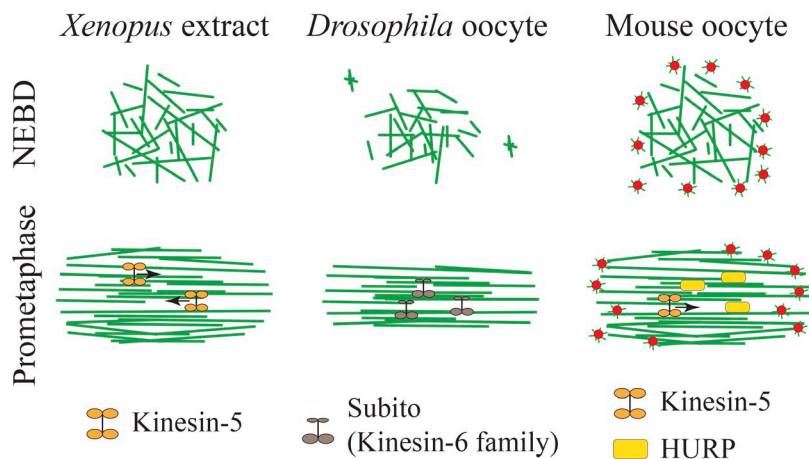 Xenopus extract
Drosophila oocyte
Mouse oocyte
NEBD
Prometaphase
Kinesin-5
Subito
(Kinesin-6 family)
Kinesin-5
HURP